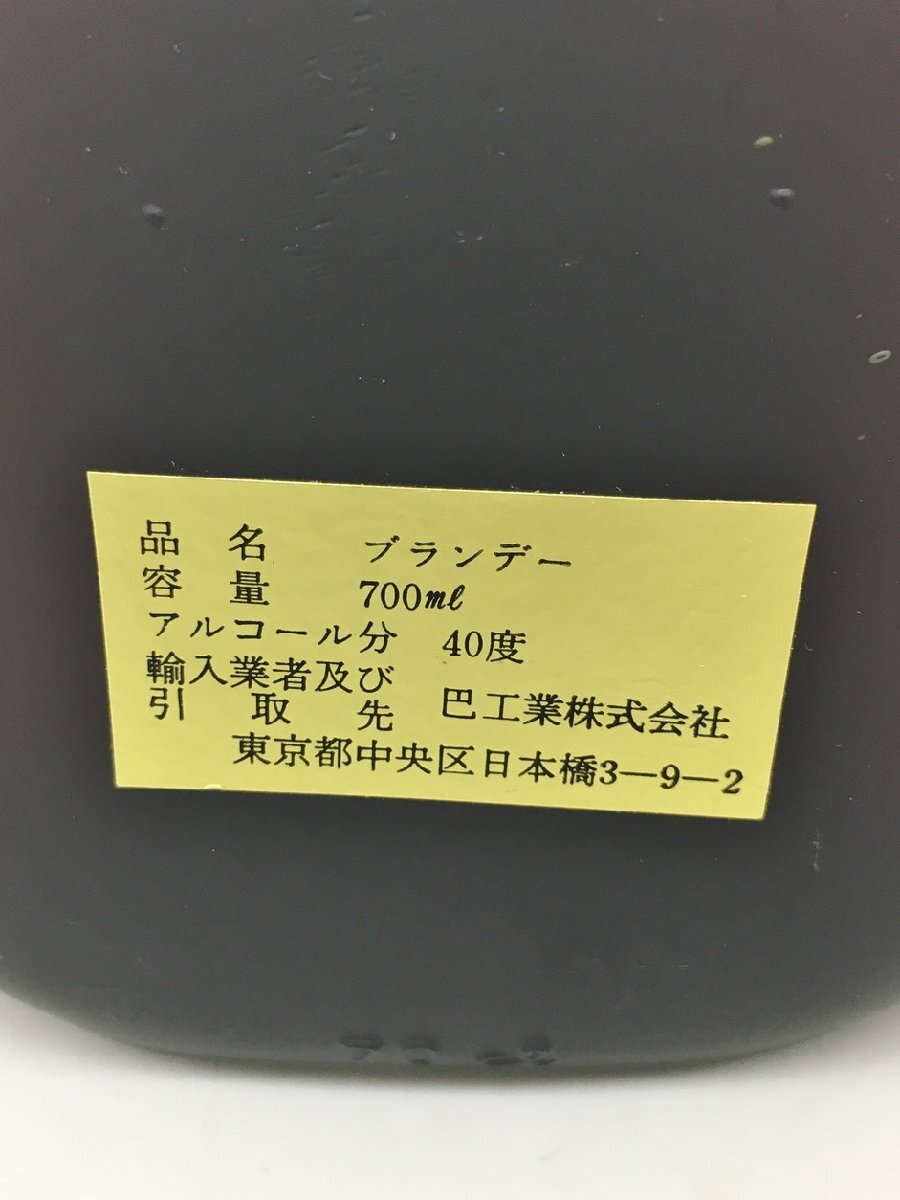 品名 ブランデー
容量 700ml
アルコール分 40度
輸入業者及び
引取先 巴工業株式会社
東京都中央区日本橋3-9-2